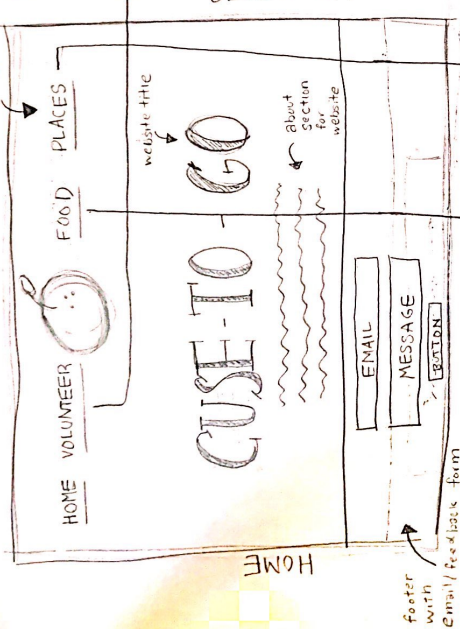 HOME VOLUNTEER FOOD PLACES
website title
CUSE-TO-GO
about
section
for
website
EMAIL
MESSAGE
BUTTON
footer
with
email/feedback form
HOME